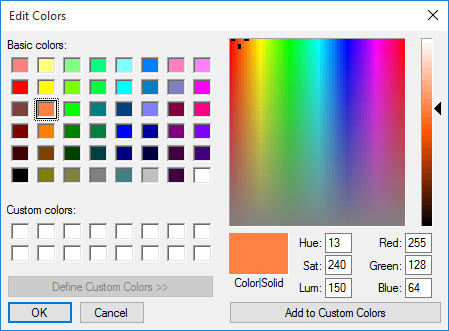 Edit Colors
Basic colors:
Custom colors:
Define Custom Colors >>
OK
Cancel
Color|Solid
Hue: 13
Sat: 240
Lum: 150
Red: 255
Green: 128
Blue: 64
Add to Custom Colors